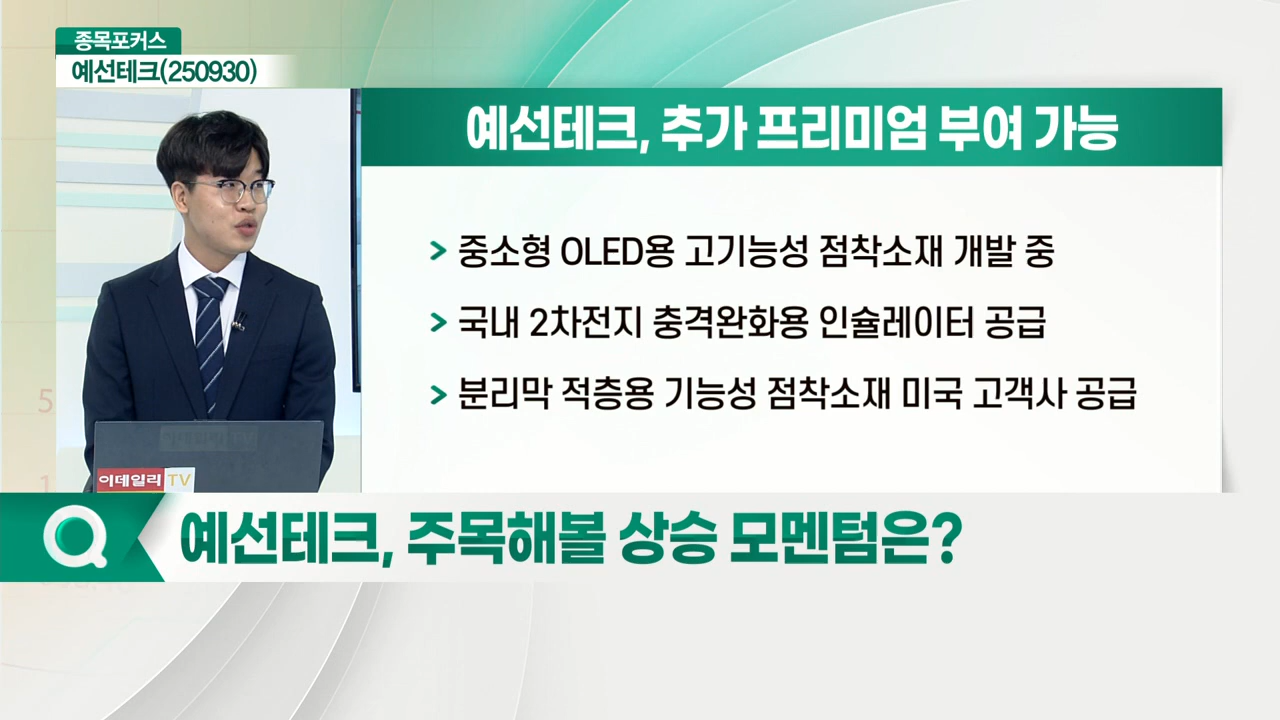 종목포커스
예선테크(250930)
예선테크, 추가 프리미엄 부여 가능
> 중소형 OLED용 고기능성 점착소재 개발 중
> 국내 2차전지 충격완화용 인슐레이터 공급
> 분리막 적층용 기능성 점착소재 미국 고객사 공급
이데일리 TV
예선테크, 주목해볼 상승 모멘텀은?